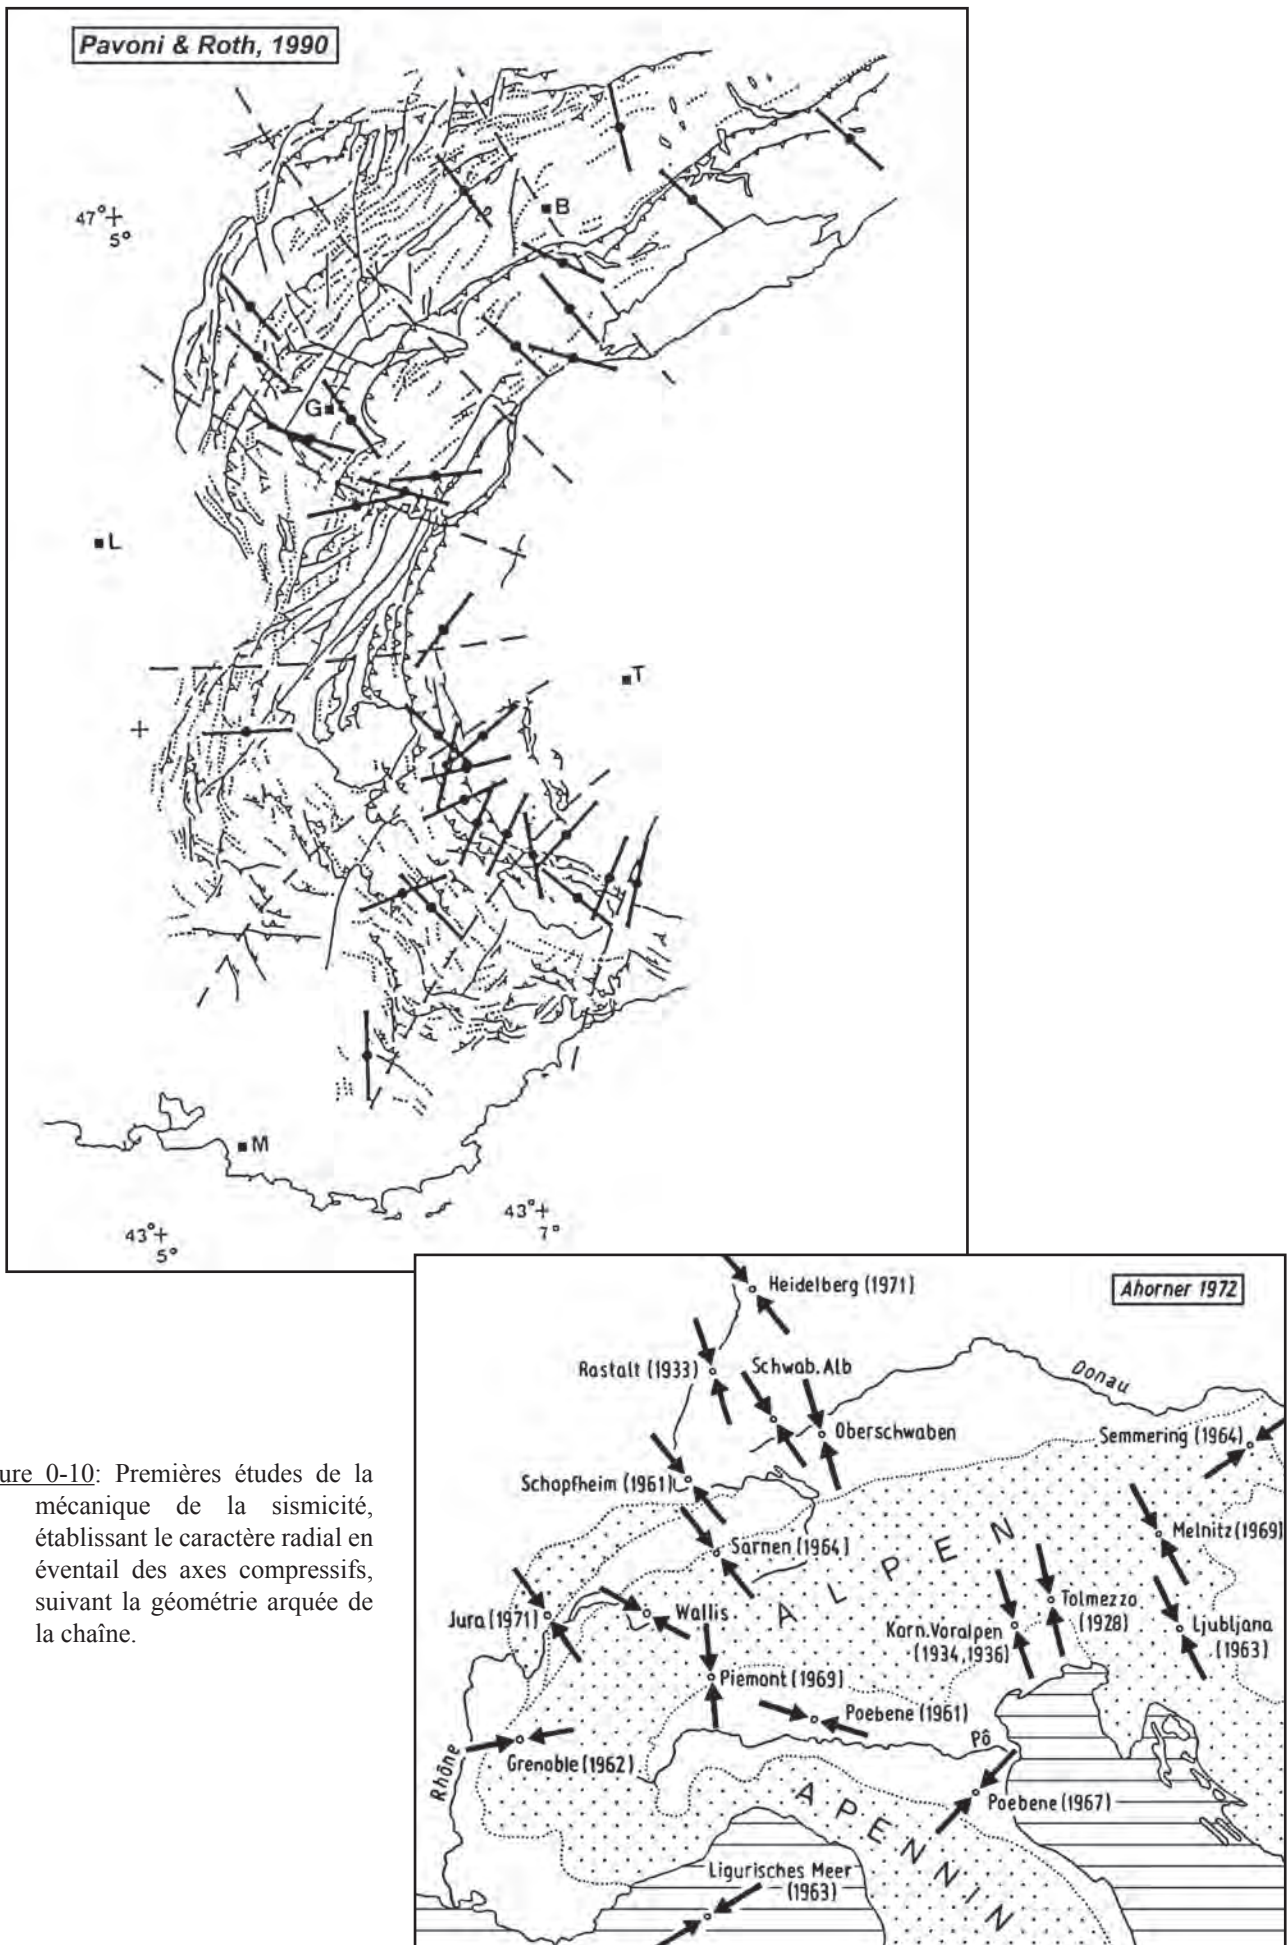 Pavoni & Roth, 1990
47°
5°
B
G
L
T
M
43°
5°
43°
7°
Ahorner 1972
Heidelberg (1971)
Rastatt (1933)
Schwab. Alb
Donau
Oberschwaben
Semmering (1964)
Schopfheim (1961)
Melnitz (1969)
Sarnen (1964)
ALPEN
Jura (1971)
Wallis
Tolmezzo
(1928)
Karn. Voralpen
(1934, 1936)
Ljubljana
(1963)
Piemont (1969)
Poebene (1961)
Pô
Rhône
Grenoble (1962)
Poebene (1967)
APENNIN
Ligurisches Meer
(1963)
ure 0-10: Premières études de la
mécanique de la sismicité,
établissant le caractère radial en
éventail des axes compressifs,
suivant la géométrie arquée de
la chaîne.